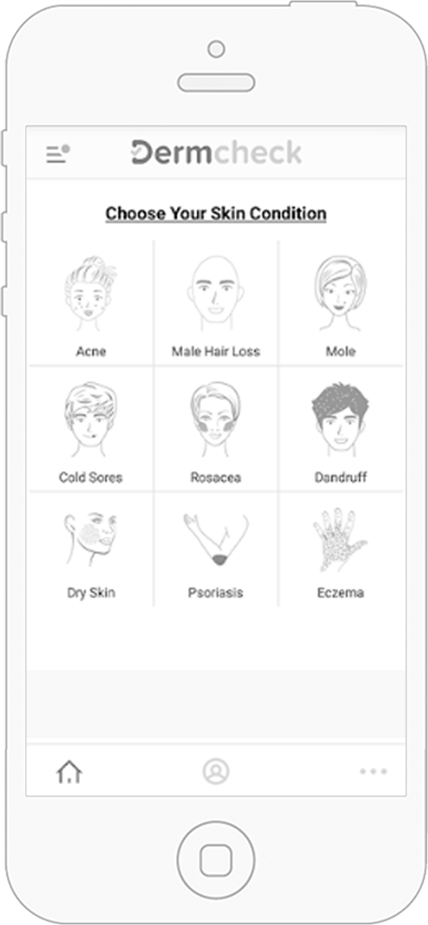 Dermcheck
Choose Your Skin Condition
Acne
Male Hair Loss
Mole
Cold Sores
Rosacea
Dandruff
Dry Skin
Psoriasis
Eczema